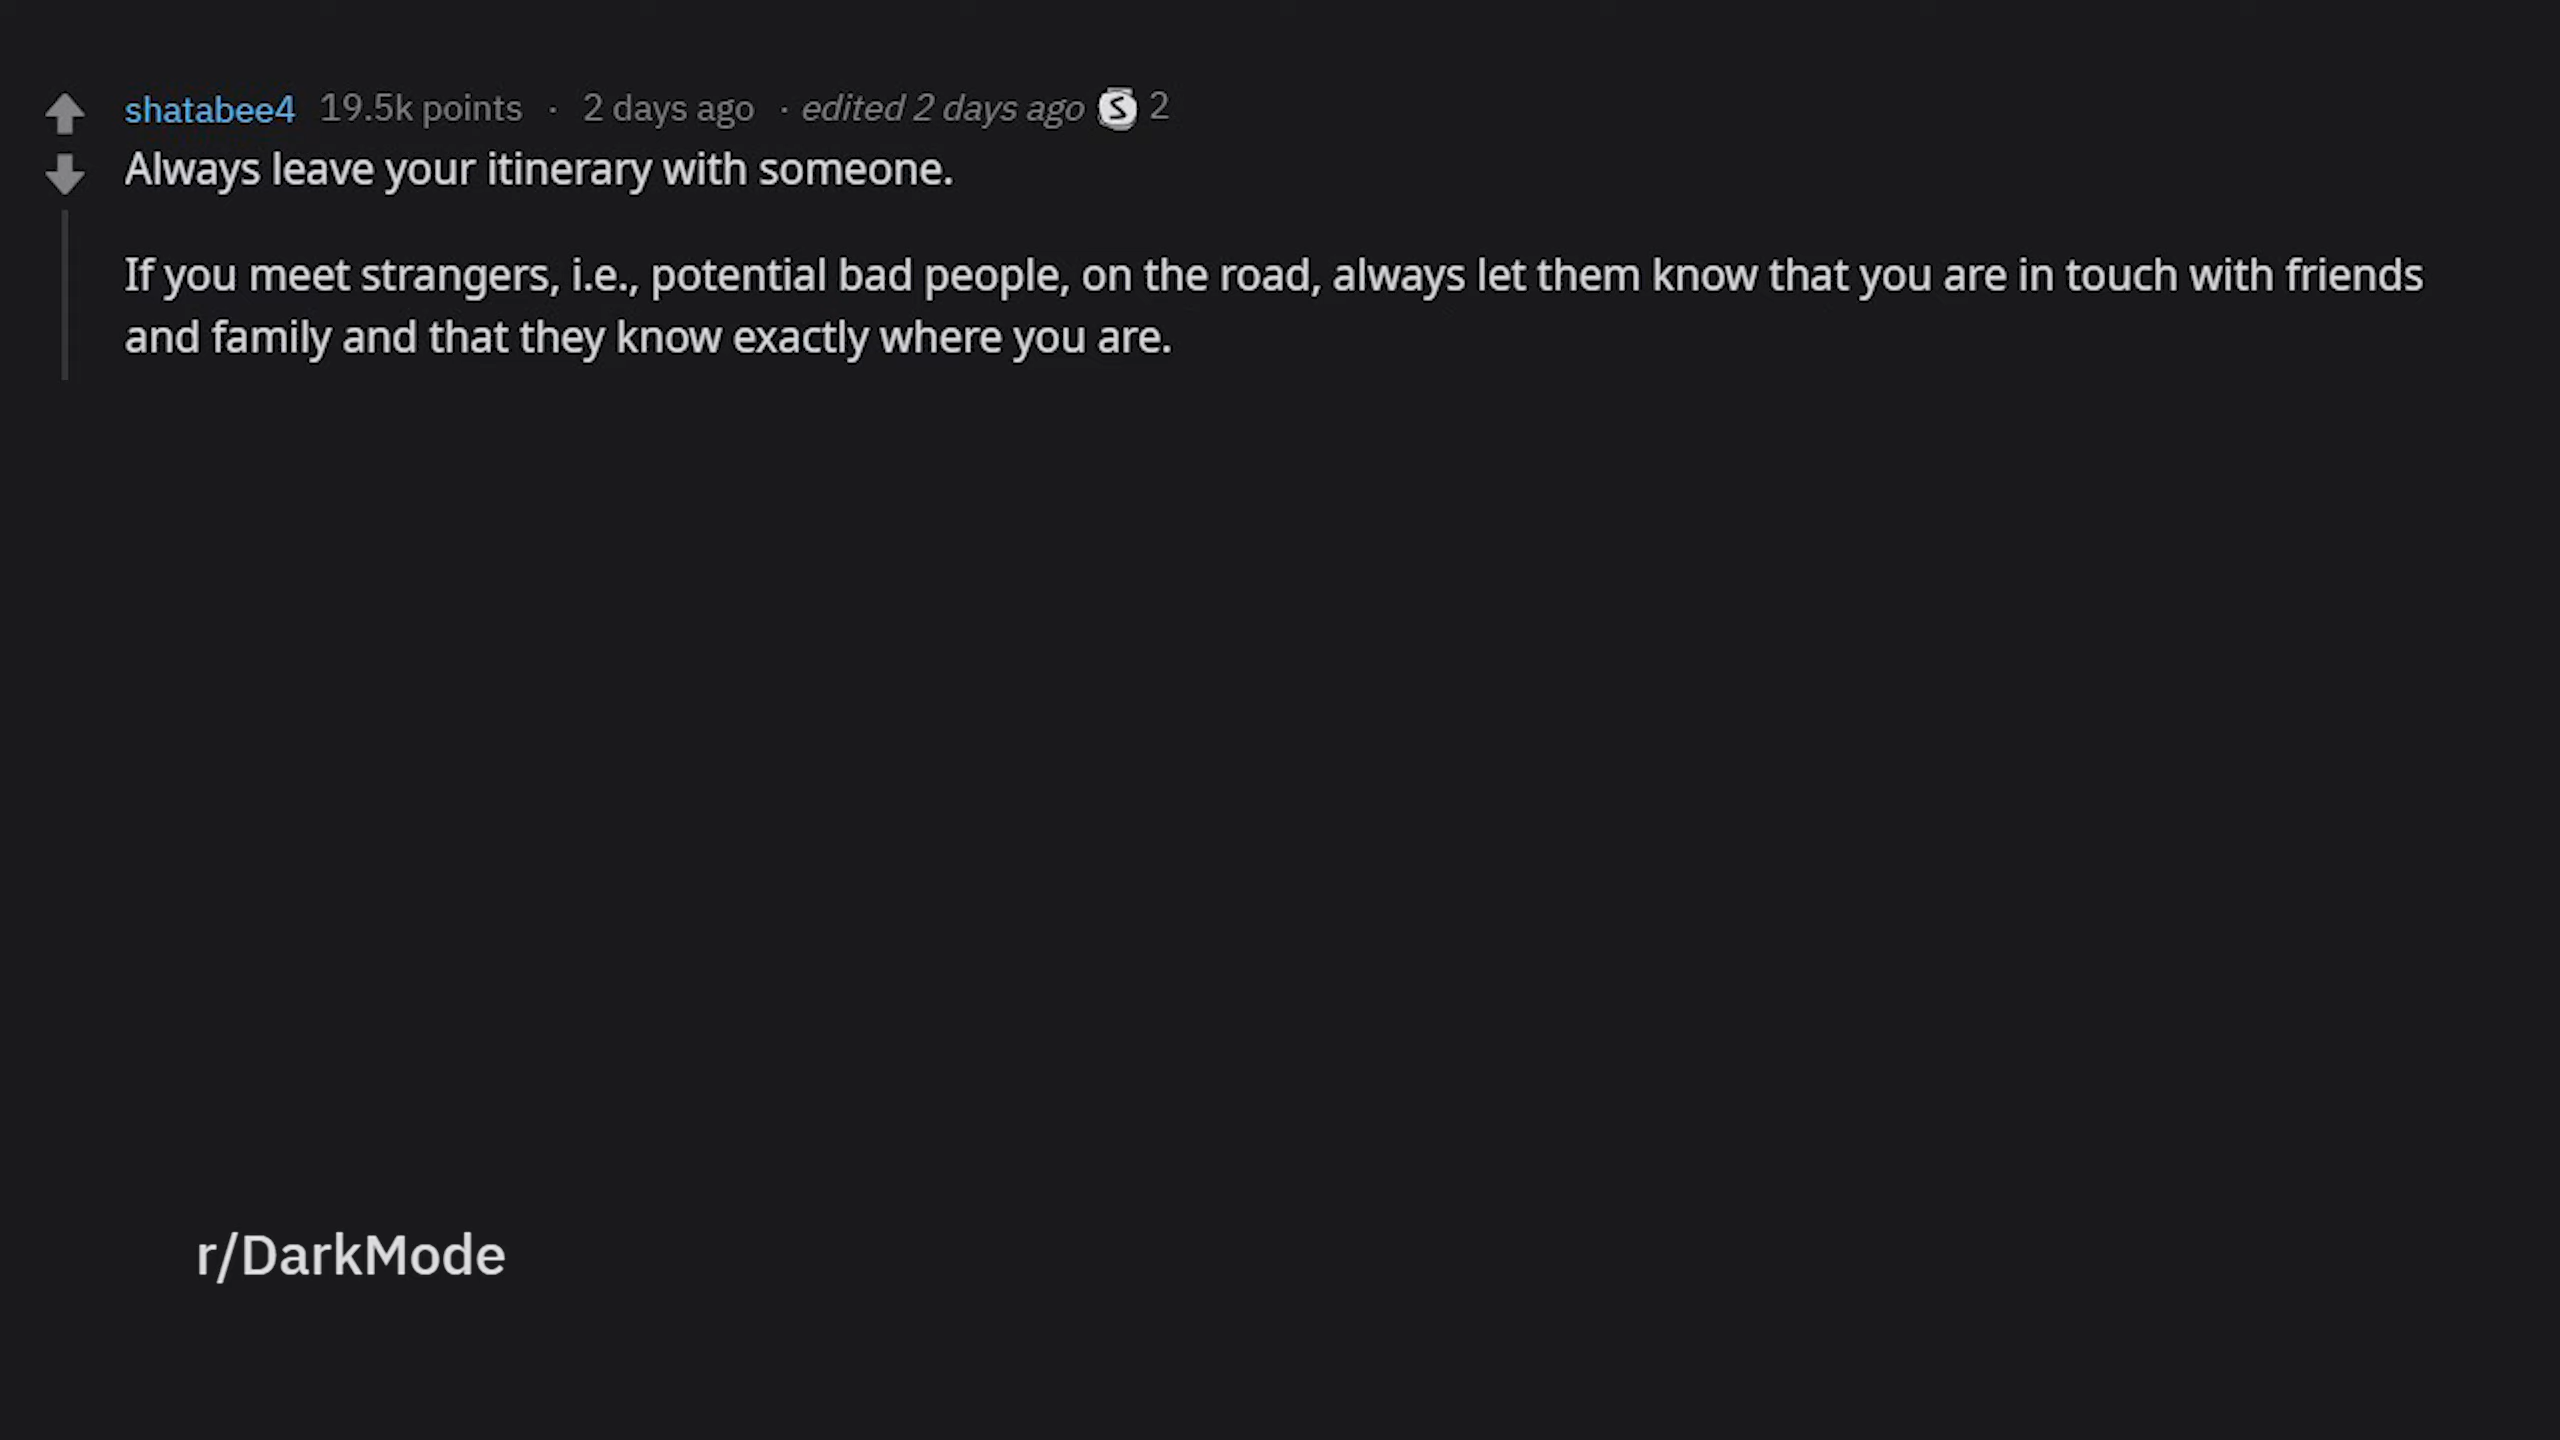 shatabee4 19.5k points · 2 days ago · edited 2 days ago S 2
Always leave your itinerary with someone.
If you meet strangers, i.e., potential bad people, on the road, always let them know that you are in touch with friends
and family and that they know exactly where you are.
r/DarkMode